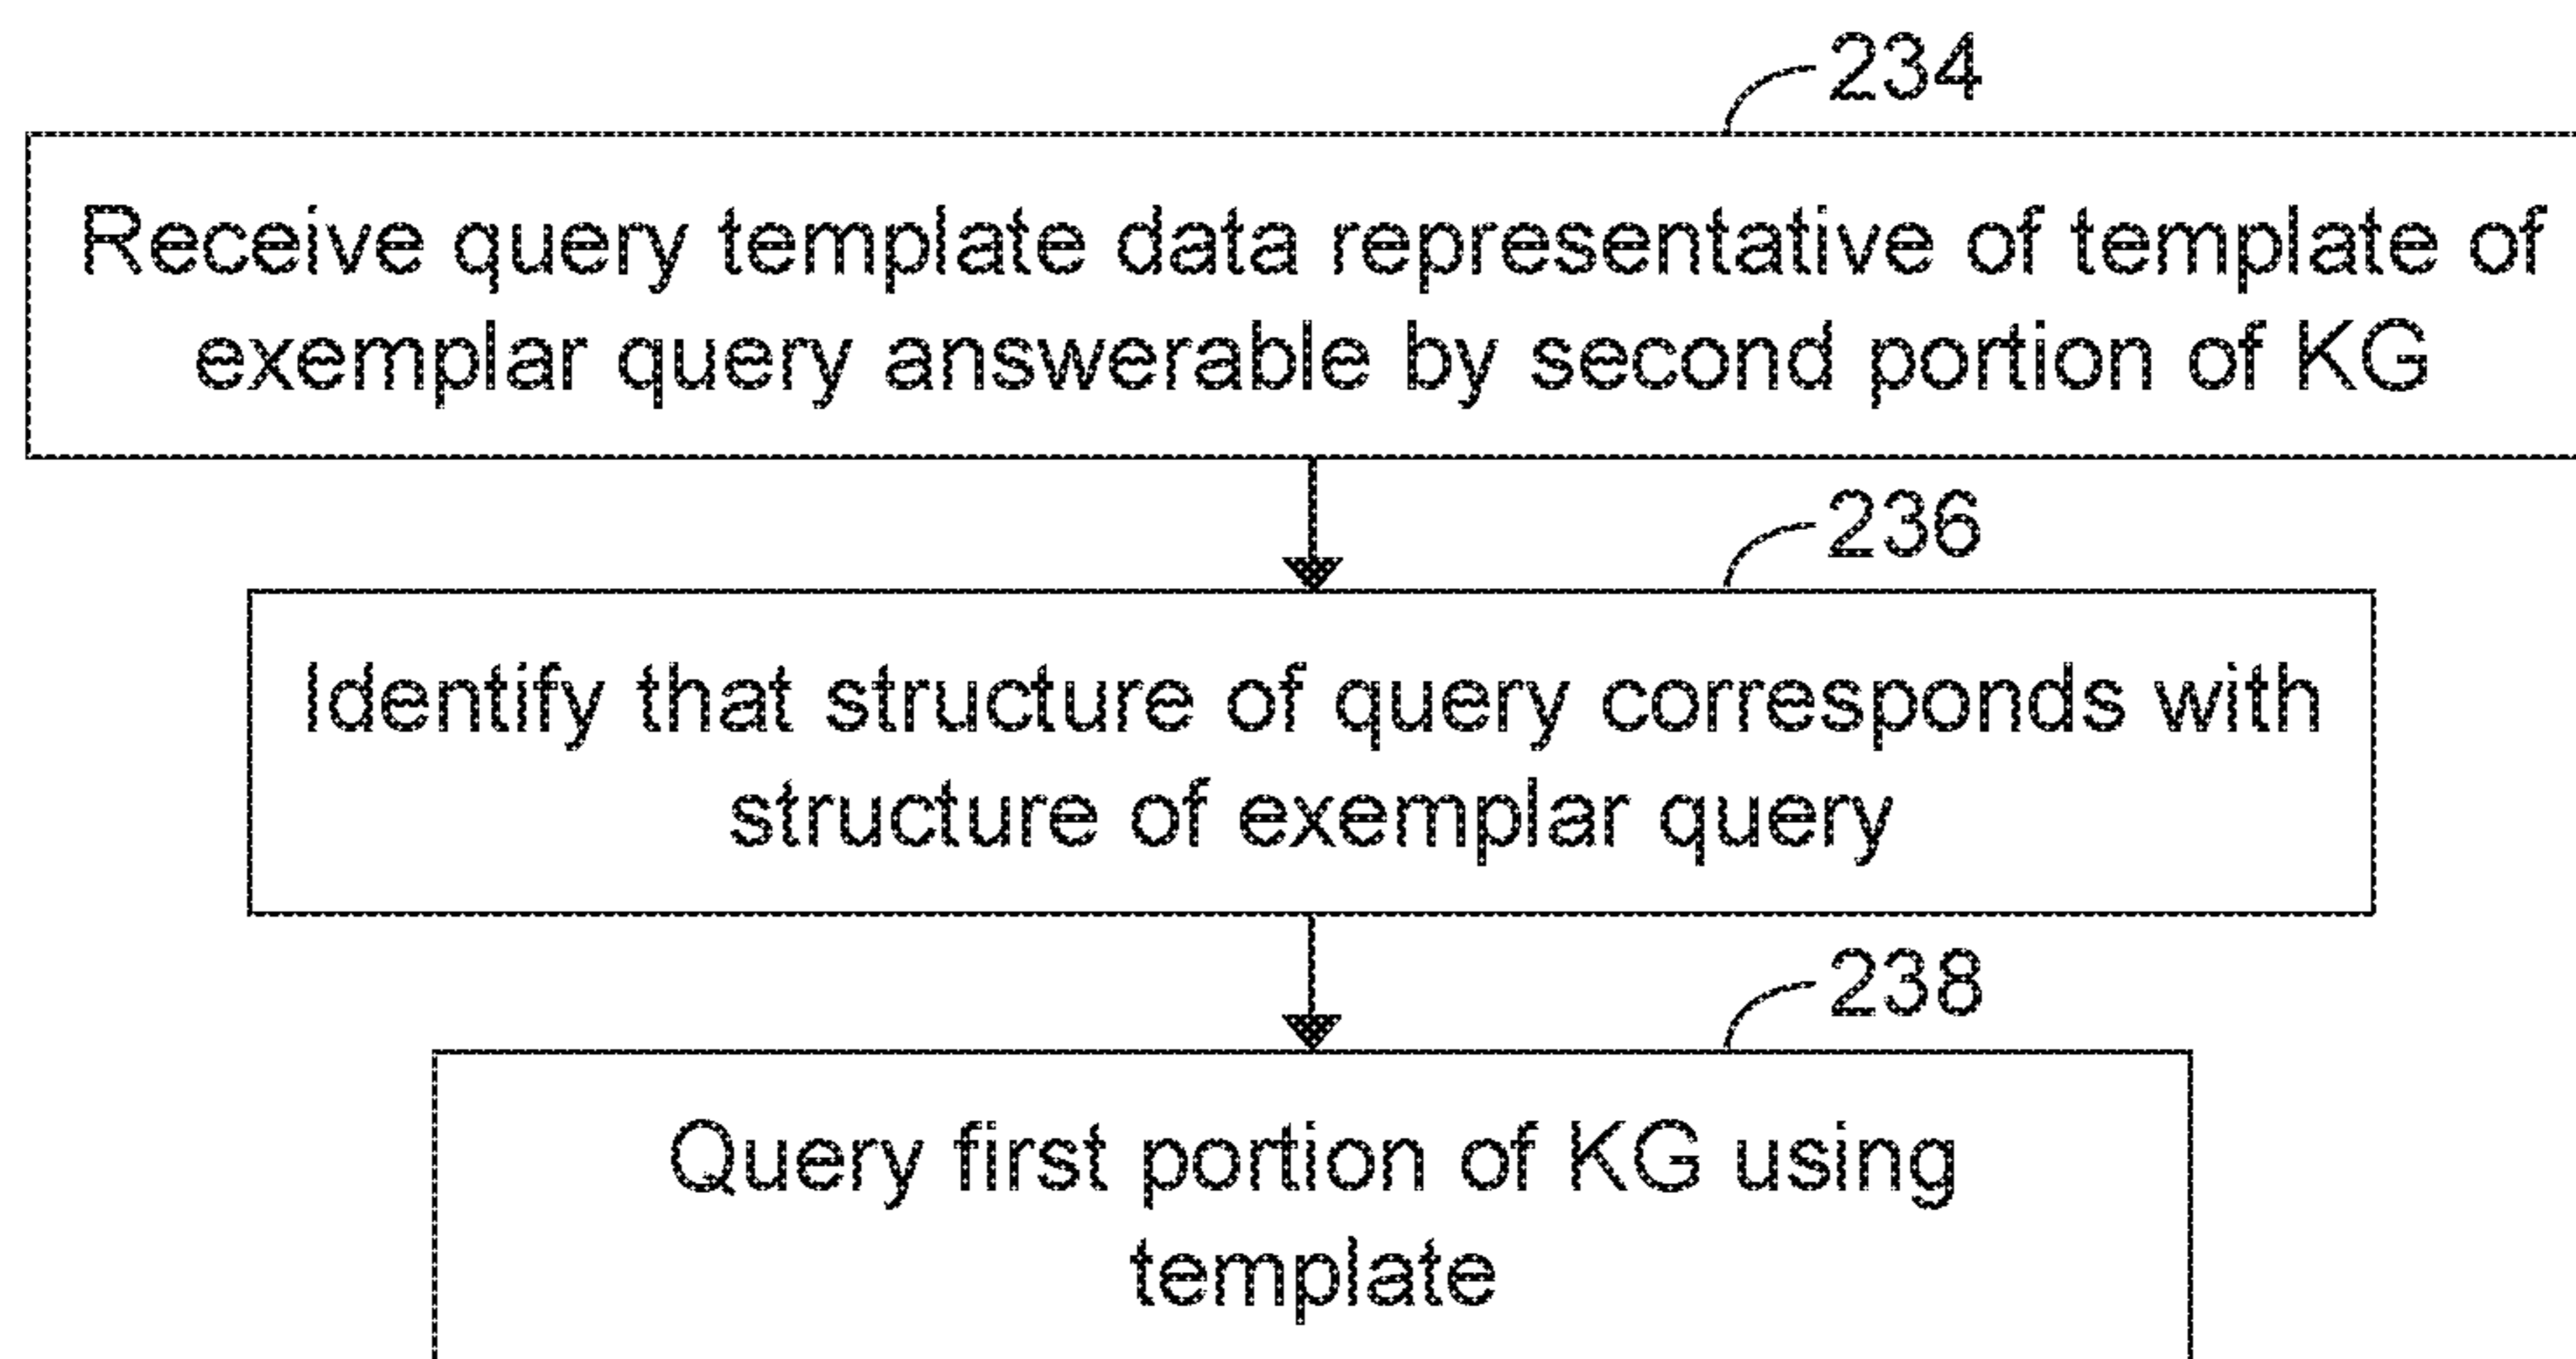 234
Receive query template data representative of template of
exemplar query answerable by second portion of KG
236
Identify that structure of query corresponds with
structure of exemplar query
238
Query first portion of KG using
template